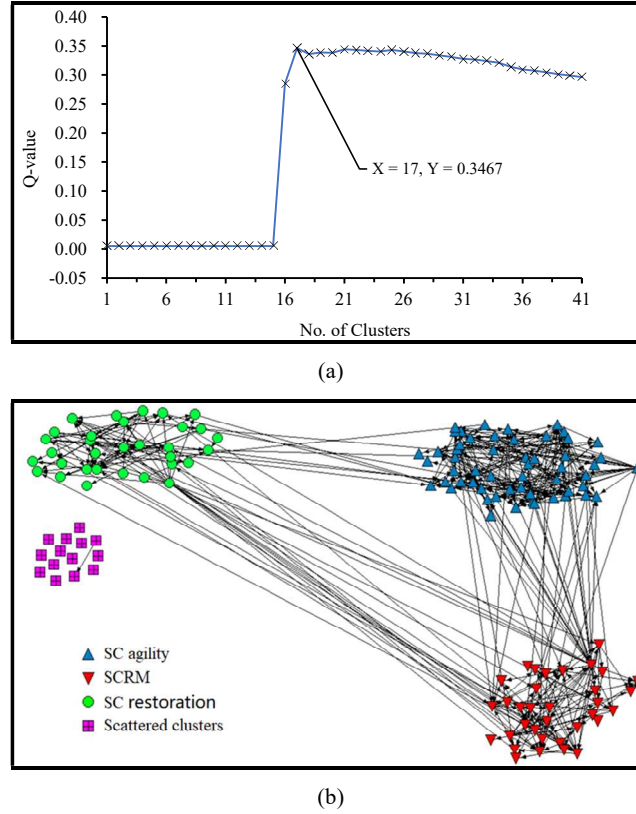 0.40
0.35
0.30
0.25
0.20
0.15
0.10
0.05
0.00
-0.05
Q-value
X = 17, Y = 0.3467
1 6 11 16 21 26 31 36 41
No. of Clusters
(a)
SC agility
SCRM
SC restoration
Scattered clusters
(b)